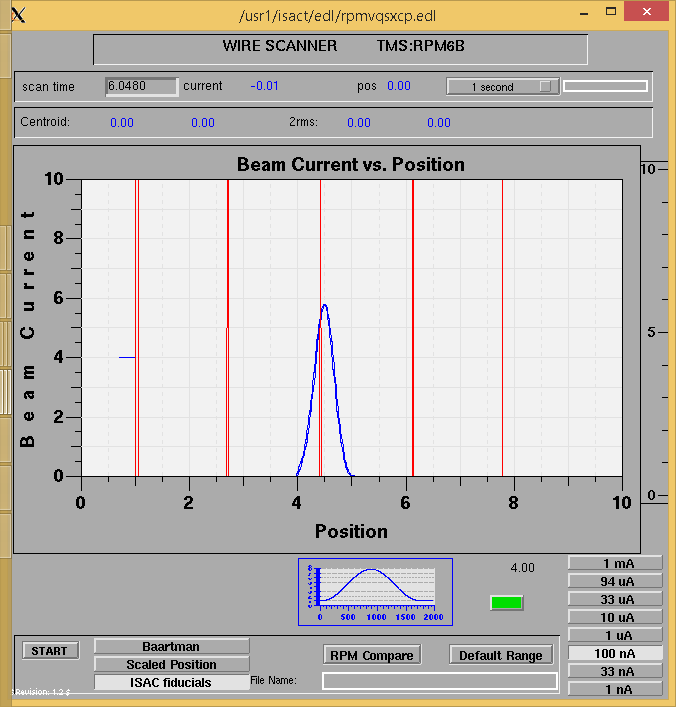 /usr1/isact/edl/rpmvqsxcp.edl
WIRE SCANNER TMS:RPM6B
scan time 6.0480 current -0.01 pos 0.00 1 second
Centroid: 0.00 0.00 2rms: 0.00 0.00
Beam Current vs. Position
10
8
6
4
2
0
Beam Current
0 2 4 6 8 10
Position
10
5
0
8
0 500 1000 1500 2000
4.00
1 mA
94 uA
33 uA
10 uA
1 uA
100 nA
33 nA
1 nA
START
Baartman
Scaled Position
ISAC fiducials
RPM Compare
Default Range
File Name:
$Revision: 1.2 $